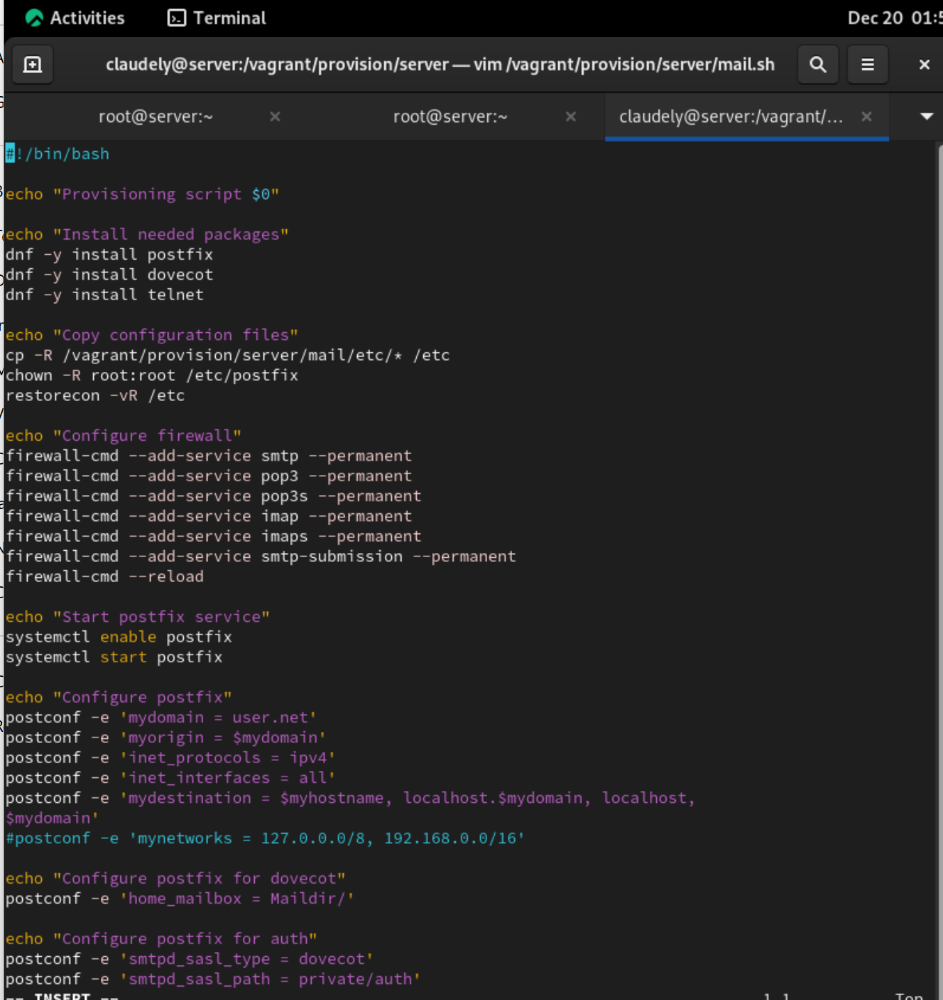 Activities Terminal Dec 20 01:5
claudely@server:/vagrant/provision/server — vim /vagrant/provision/server/mail.sh
root@server:~ root@server:~ claudely@server:/vagrant/...
#!/bin/bash
echo "Provisioning script $0"
echo "Install needed packages"
dnf -y install postfix
dnf -y install dovecot
dnf -y install telnet
echo "Copy configuration files"
cp -R /vagrant/provision/server/mail/etc/* /etc
chown -R root:root /etc/postfix
restorecon -vR /etc
echo "Configure firewall"
firewall-cmd --add-service smtp --permanent
firewall-cmd --add-service pop3 --permanent
firewall-cmd --add-service pop3s --permanent
firewall-cmd --add-service imap --permanent
firewall-cmd --add-service imaps --permanent
firewall-cmd --add-service smtp-submission --permanent
firewall-cmd --reload
echo "Start postfix service"
systemctl enable postfix
systemctl start postfix
echo "Configure postfix"
postconf -e 'mydomain = user.net'
postconf -e 'myorigin = $mydomain'
postconf -e 'inet_protocols = ipv4'
postconf -e 'inet_interfaces = all'
postconf -e 'mydestination = $myhostname, localhost.$mydomain, localhost,
$mydomain'
#postconf -e 'mynetworks = 127.0.0.0/8, 192.168.0.0/16'
echo "Configure postfix for dovecot"
postconf -e 'home_mailbox = Maildir/'
echo "Configure postfix for auth"
postconf -e 'smtpd_sasl_type = dovecot'
postconf -e 'smtpd_sasl_path = private/auth'
-- INSERT -- 1,1 Top